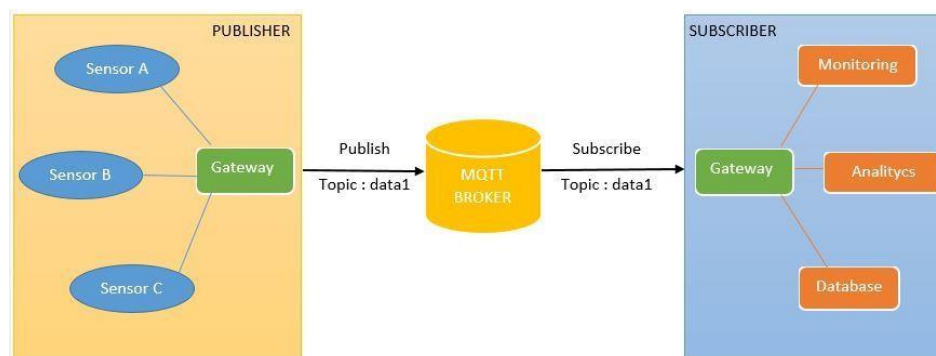 PUBLISHER
Sensor A
Sensor B
Sensor C
Gateway
Publish
Topic : data1
MQTT
BROKER
Subscribe
Topic : data1
SUBSCRIBER
Gateway
Monitoring
Analitycs
Database